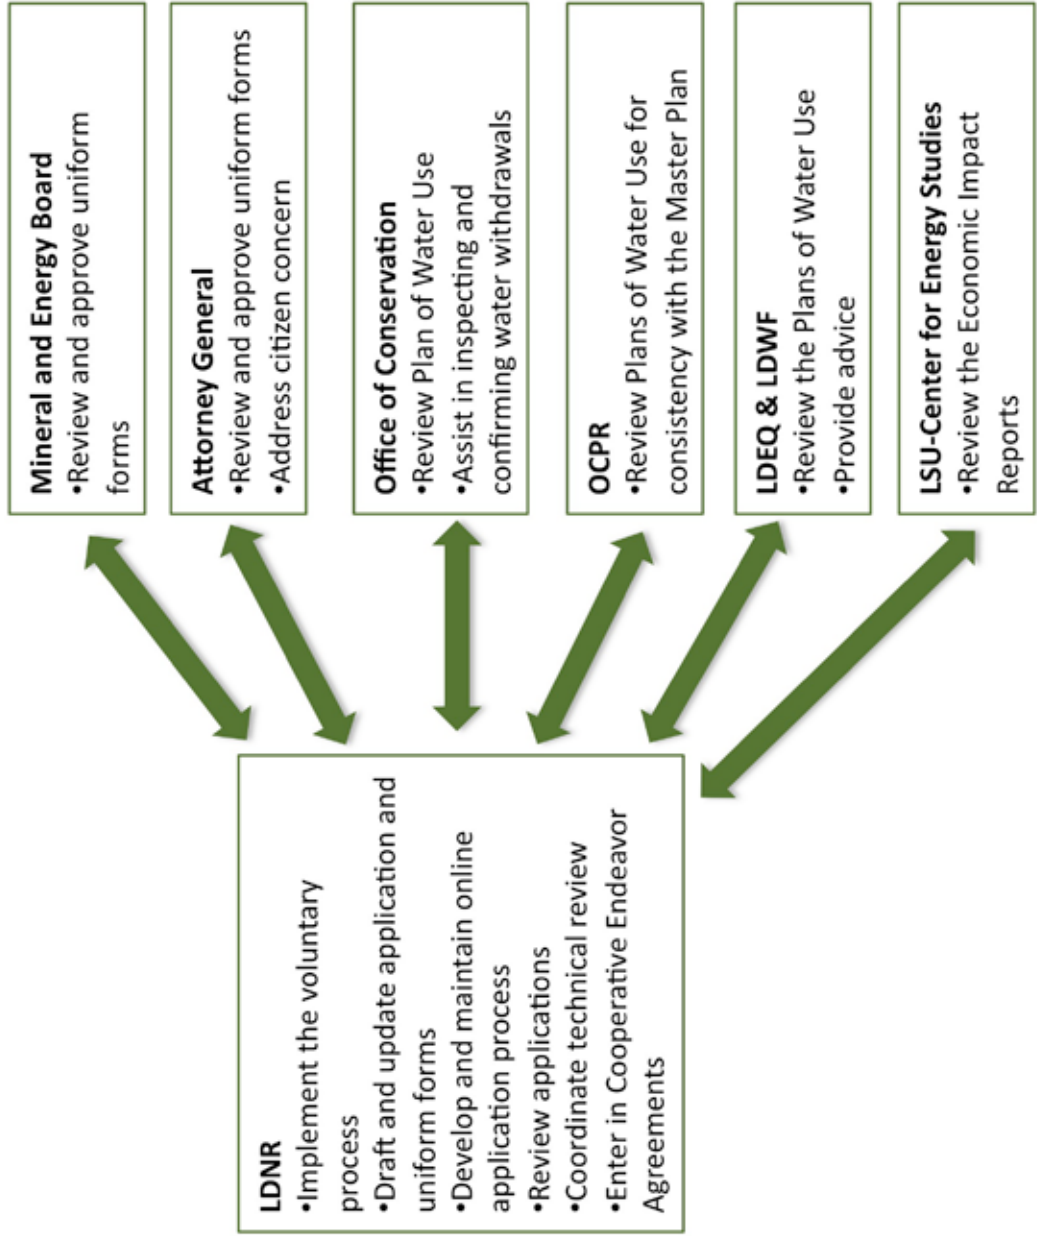 LDNR
•Implement the voluntary
process
•Draft and update application and
uniform forms
•Develop and maintain online
application process
•Review applications
•Coordinate technical review
•Enter in Cooperative Endeavor
Agreements
Mineral and Energy Board
•Review and approve uniform
forms
Attorney General
•Review and approve uniform forms
•Address citizen concern
Office of Conservation
•Review Plan of Water Use
•Assist in inspecting and
confirming water withdrawals
OCPR
•Review Plans of Water Use for
consistency with the Master Plan
LDEQ & LDWF
•Review the Plans of Water Use
•Provide advice
LSU-Center for Energy Studies
•Review the Economic Impact
Reports